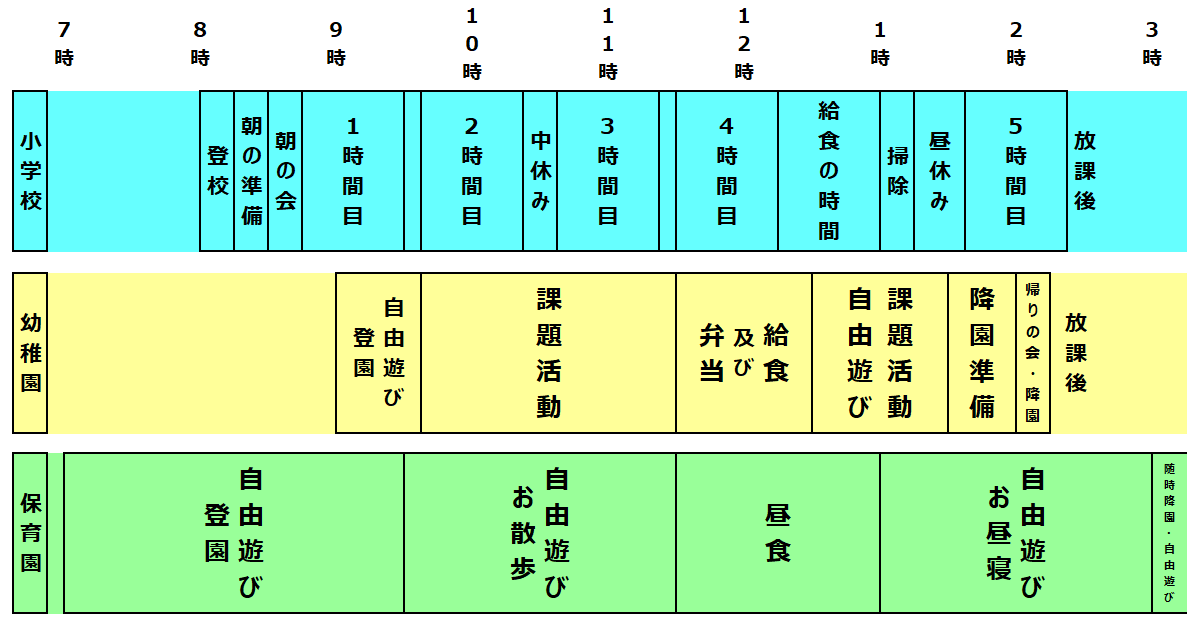 7時
8時
9時
10時
11時
12時
1時
2時
3時
小学校
登校
朝の準備
朝の会
1時間目
2時間目
中休み
3時間目
4時間目
給食の時間
掃除
昼休み
5時間目
放課後
幼稚園
自由遊び
登園
課題活動
給食
及び
弁当
課題活動
自由遊び
降園準備
帰りの会・降園
放課後
保育園
自由遊び
登園
自由遊び
お散歩
昼食
自由遊び
お昼寝
随時降園・自由遊び